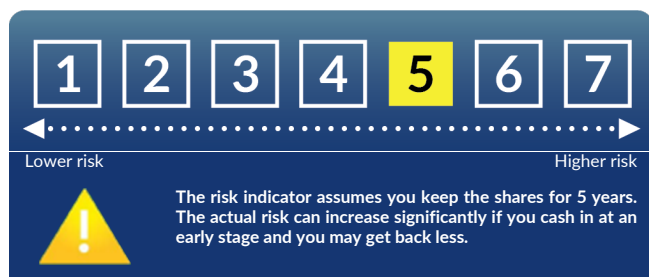 1 2 3 4 5 6 7
Lower risk Higher risk
The risk indicator assumes you keep the shares for 5 years.
The actual risk can increase significantly if you cash in at an
early stage and you may get back less.